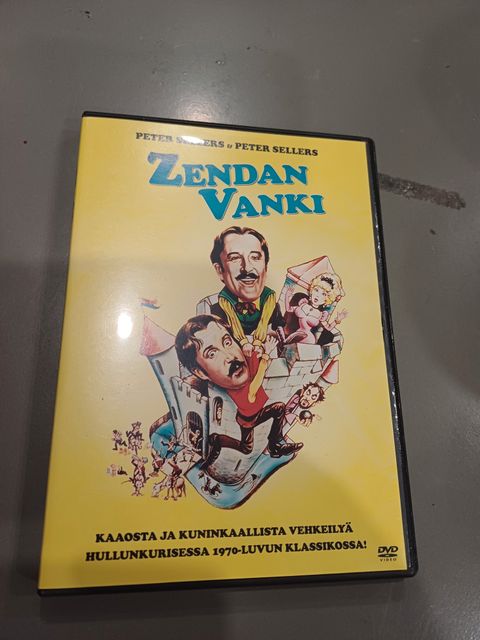 PETER SELLERS & PETER SELLERS
ZENDAN
VANKI
KAAOSTA JA KUNINKAALLISTA VEHKEILYÄ
HULLUNKURISESSA 1970-LUVUN KLASSIKOSSA!
DVD
VIDEO